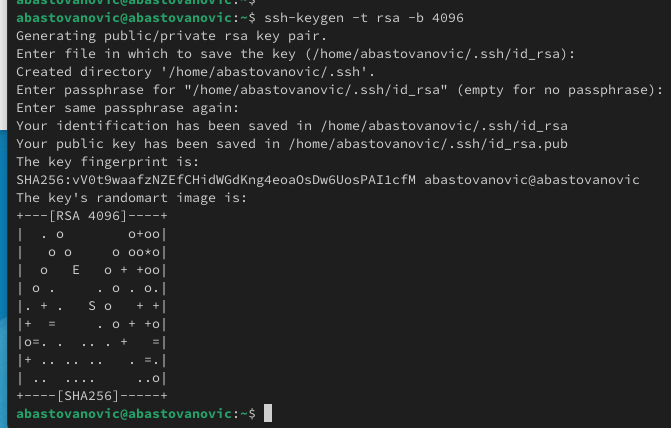 abastovanovic@abastovanovic:~$
abastovanovic@abastovanovic:~$ ssh-keygen -t rsa -b 4096
Generating public/private rsa key pair.
Enter file in which to save the key (/home/abastovanovic/.ssh/id_rsa):
Created directory '/home/abastovanovic/.ssh'.
Enter passphrase for "/home/abastovanovic/.ssh/id_rsa" (empty for no passphrase):
Enter same passphrase again:
Your identification has been saved in /home/abastovanovic/.ssh/id_rsa
Your public key has been saved in /home/abastovanovic/.ssh/id_rsa.pub
The key fingerprint is:
SHA256:vV0t9waafzNZEfCHidWGdKng4eoaOsDw6UosPAI1cfM abastovanovic@abastovanovic
The key's randomart image is:
+---[RSA 4096]----+
|  . o        o+oo|
|   o o     o oo*o|
|  o   E   o + +oo|
| o .     . o . o.|
|. + .   S o   + +|
|+  =     . o + +o|
|o=. .  .. . +   =|
|+ .. .. ..   . =.|
| ..  ....     ..o|
+----[SHA256]-----+
abastovanovic@abastovanovic:~$